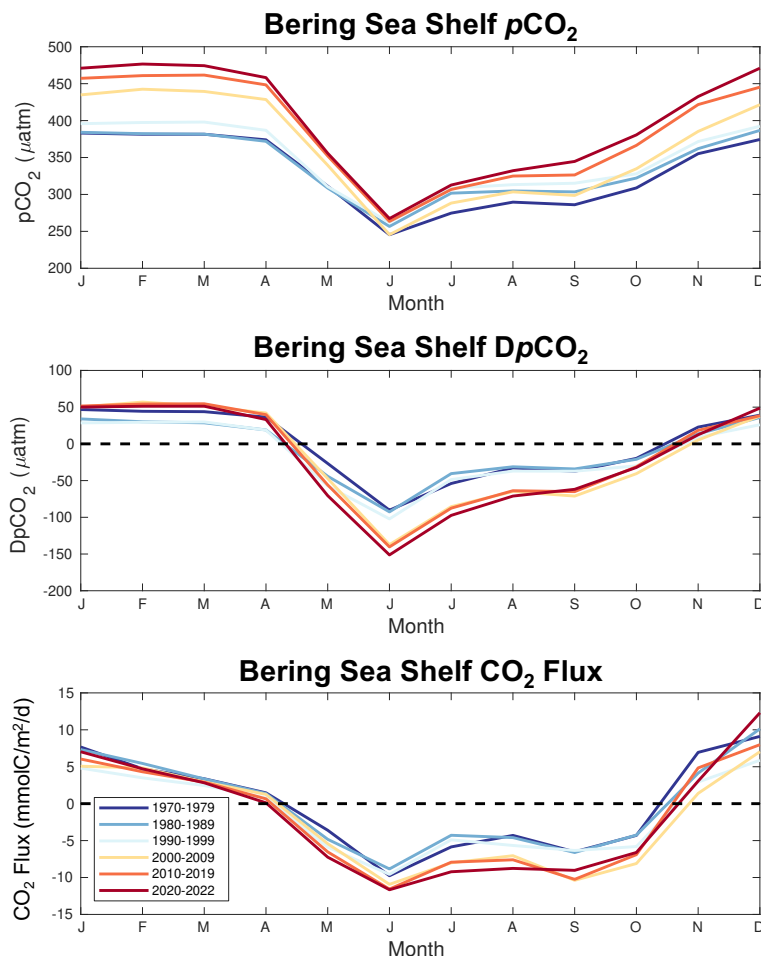 Bering Sea Shelf pCO₂
500
450
400
350
300
250
200
pCO₂ (μatm)
J F M A M J J A S O N D
Month
Bering Sea Shelf DpCO₂
100
50
0
-50
-100
-150
-200
DpCO₂ (μatm)
J F M A M J J A S O N D
Month
Bering Sea Shelf CO₂ Flux
15
10
5
0
-5
-10
-15
CO₂ Flux (mmolC/m²/d)
1970-1979
1980-1989
1990-1999
2000-2009
2010-2019
2020-2022
J F M A M J J A S O N D
Month